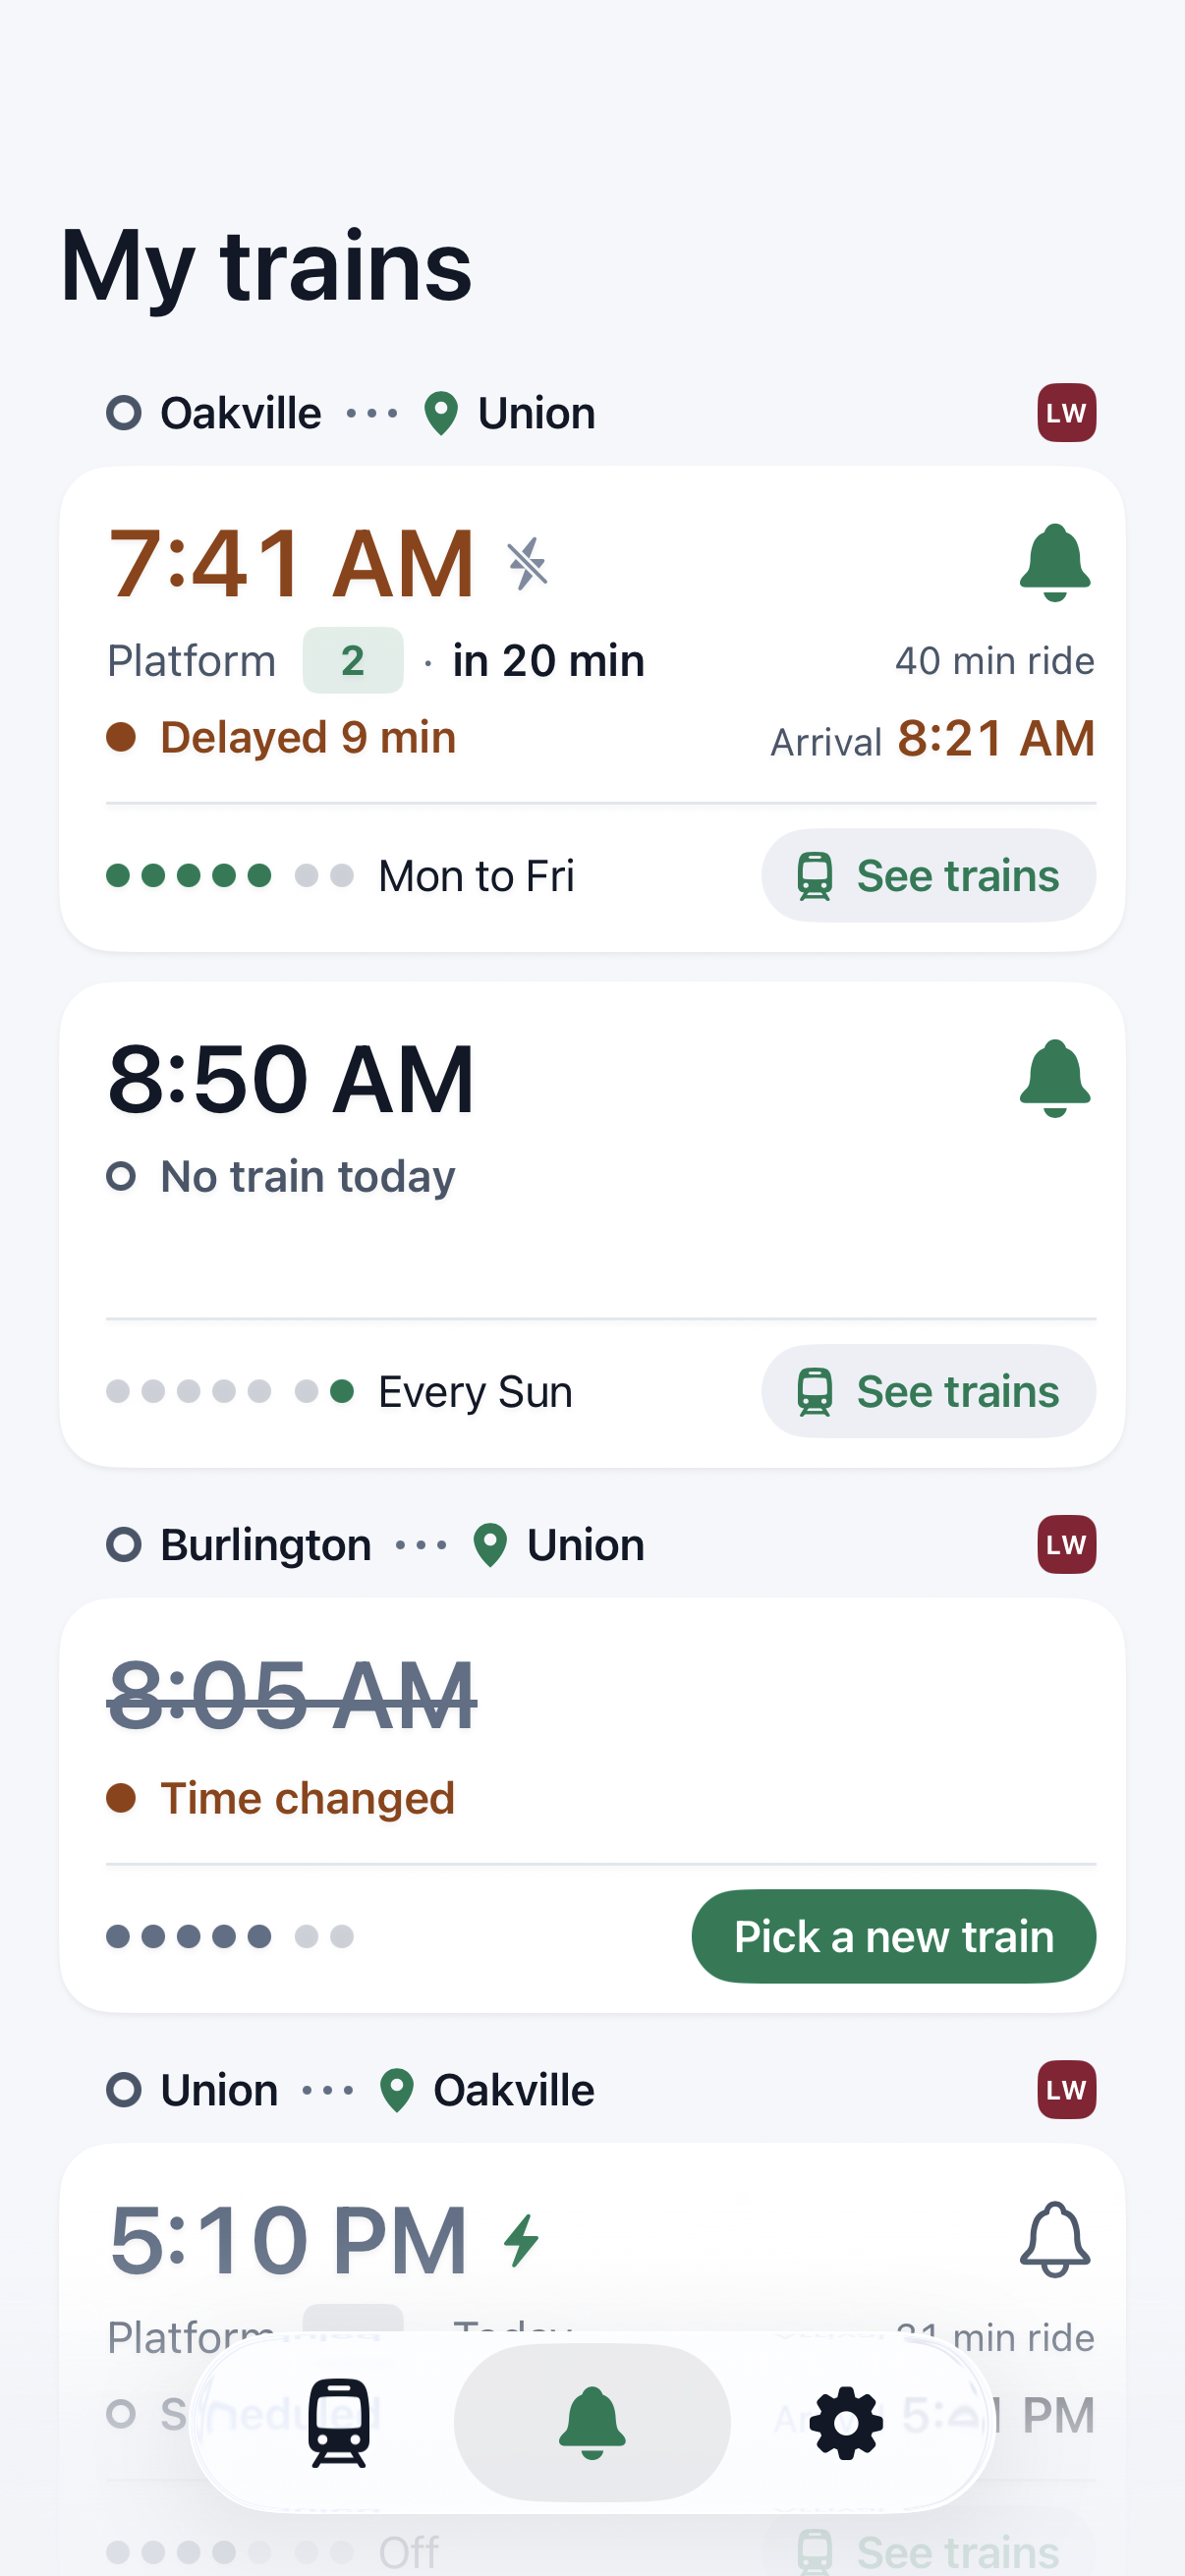 My trains
Oakville ··· Union LW
7:41 AM
Platform 2 · in 20 min 40 min ride
Delayed 9 min Arrival 8:21 AM
Mon to Fri See trains
8:50 AM
No train today
Every Sun See trains
Burlington ··· Union LW
8:05 AM
Time changed
Pick a new train
Union ··· Oakville LW
5:10 PM
Platform Today min ride
Scheduled PM
Off See trains